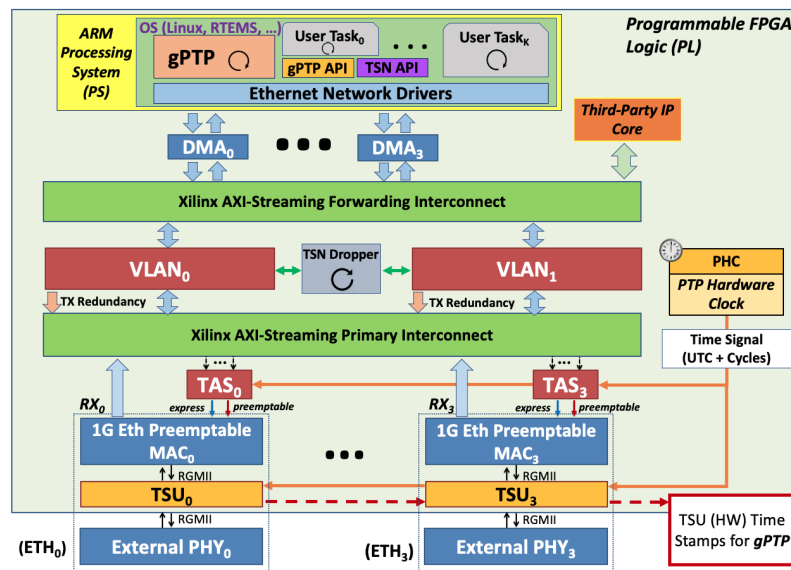 ARM
Processing
System
(PS)
OS (Linux, RTEMS, ...)
gPTP
User Task0
gPTP API
TSN API
...
User TaskK
Ethernet Network Drivers
Programmable FPGA
Logic (PL)
DMA0
DMA3
Third-Party IP
Core
Xilinx AXI-Streaming Forwarding Interconnect
VLAN0
TSN Dropper
VLAN1
PHC
PTP Hardware
Clock
TX Redundancy
TX Redundancy
Xilinx AXI-Streaming Primary Interconnect
Time Signal
(UTC + Cycles)
...
...
RX0
TAS0
RX3
TAS3
express
preemptable
express
preemptable
1G Eth Preemptable
MAC0
1G Eth Preemptable
MAC3
RGMII
RGMII
TSU0
TSU3
RGMII
RGMII
TSU (HW) Time
Stamps for gPTP
(ETH0)
External PHY0
(ETH3)
External PHY3